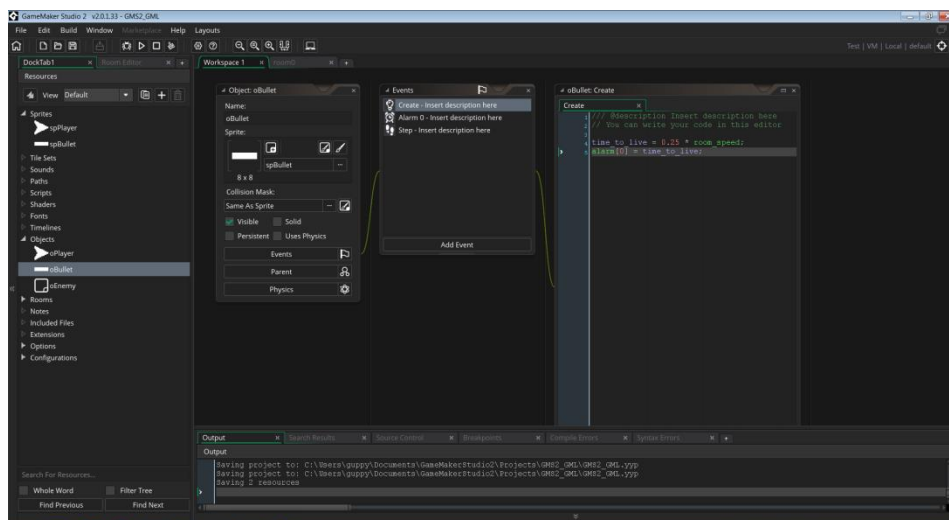 GameMaker Studio 2 v2.0.1.33 - GMS2_GML
File Edit Build Window Marketplace Help Layouts
Test | VM | Local | default
DockTab1
Room Editor
Resources
View Default
Sprites
spPlayer
spBullet
Tile Sets
Sounds
Paths
Scripts
Shaders
Fonts
Timelines
Objects
oPlayer
oBullet
oEnemy
Rooms
Notes
Included Files
Extensions
Options
Configurations
Search For Resources...
Whole Word Filter Tree
Find Previous Find Next
Workspace 1
room0
Object: oBullet
Name:
oBullet
Sprite:
spBullet
8 x 8
Collision Mask:
Same As Sprite
Visible Solid
Persistent Uses Physics
Events
Parent
Physics
Events
Create - Insert description here
Alarm 0 - Insert description here
Step - Insert description here
Add Event
oBullet: Create
Create
1 /// @description Insert description here
2 // You can write your code in this editor
3
4 time_to_live = 0.25 * room_speed;
5 alarm[0] = time_to_live;
Output Search Results Source Control Breakpoints Compile Errors Syntax Errors
Output
Saving project to: C:\Users\guppy\Documents\GameMakerStudio2\Projects\GMS2_GML\GMS2_GML.yyp
Saving project to: C:\Users\guppy\Documents\GameMakerStudio2\Projects\GMS2_GML\GMS2_GML.yyp
Saving 2 resources